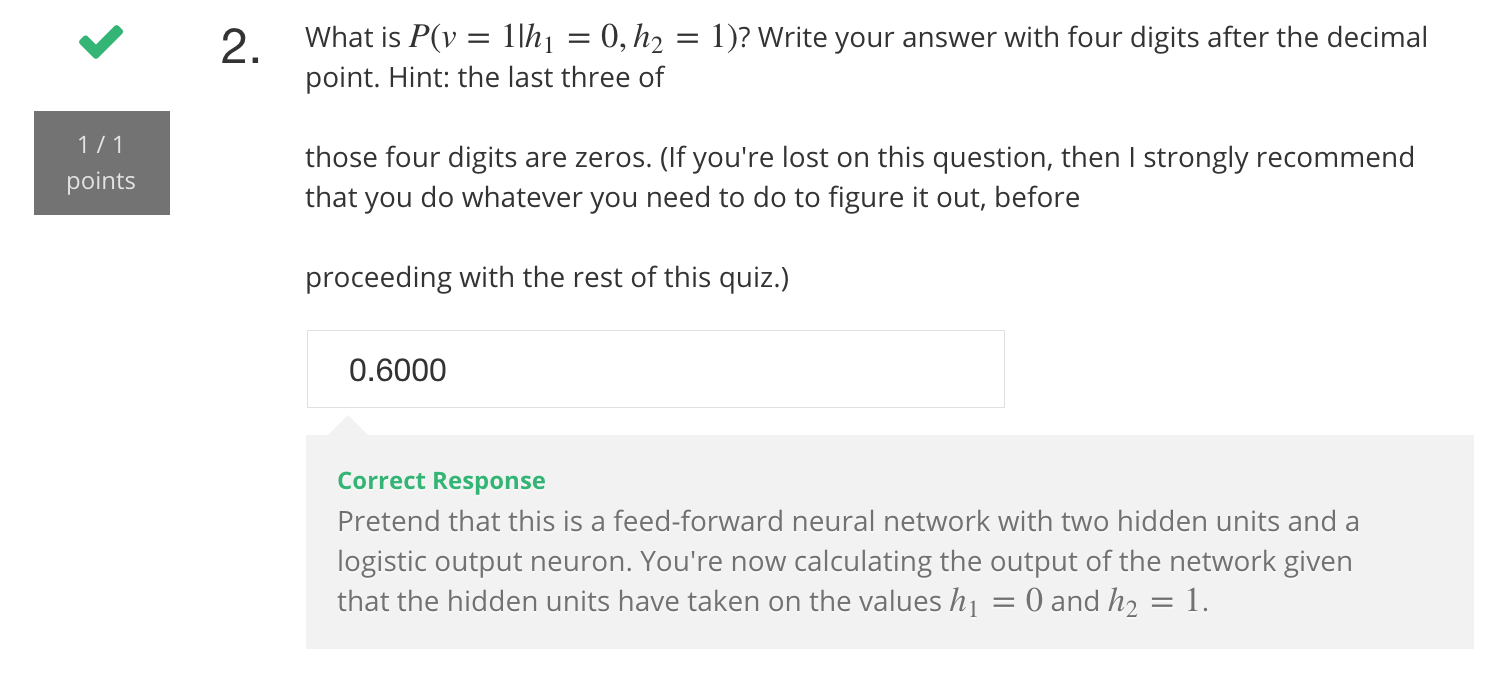 2.
What is P(v = 1|h₁ = 0, h₂ = 1)? Write your answer with four digits after the decimal
point. Hint: the last three of
1 / 1
points
those four digits are zeros. (If you're lost on this question, then I strongly recommend
that you do whatever you need to do to figure it out, before
proceeding with the rest of this quiz.)
0.6000
Correct Response
Pretend that this is a feed-forward neural network with two hidden units and a
logistic output neuron. You're now calculating the output of the network given
that the hidden units have taken on the values h₁ = 0 and h₂ = 1.